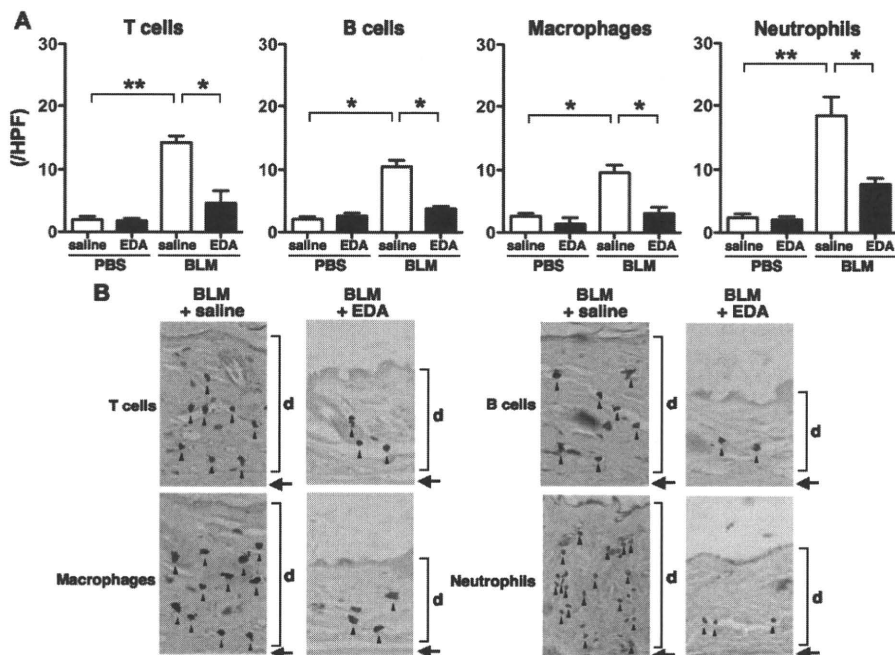 A
T cells
B cells
Macrophages
Neutrophils
(/HPF)
30
20
10
0
** *
saline EDA saline EDA
PBS BLM
30
20
10
0
* *
saline EDA saline EDA
PBS BLM
30
20
10
0
* *
saline EDA saline EDA
PBS BLM
30
20
10
0
** *
saline EDA saline EDA
PBS BLM
B
BLM
+ saline
BLM
+ EDA
BLM
+ saline
BLM
+ EDA
T cells
d
d
B cells
d
d
Macrophages
d
d
Neutrophils
d
d